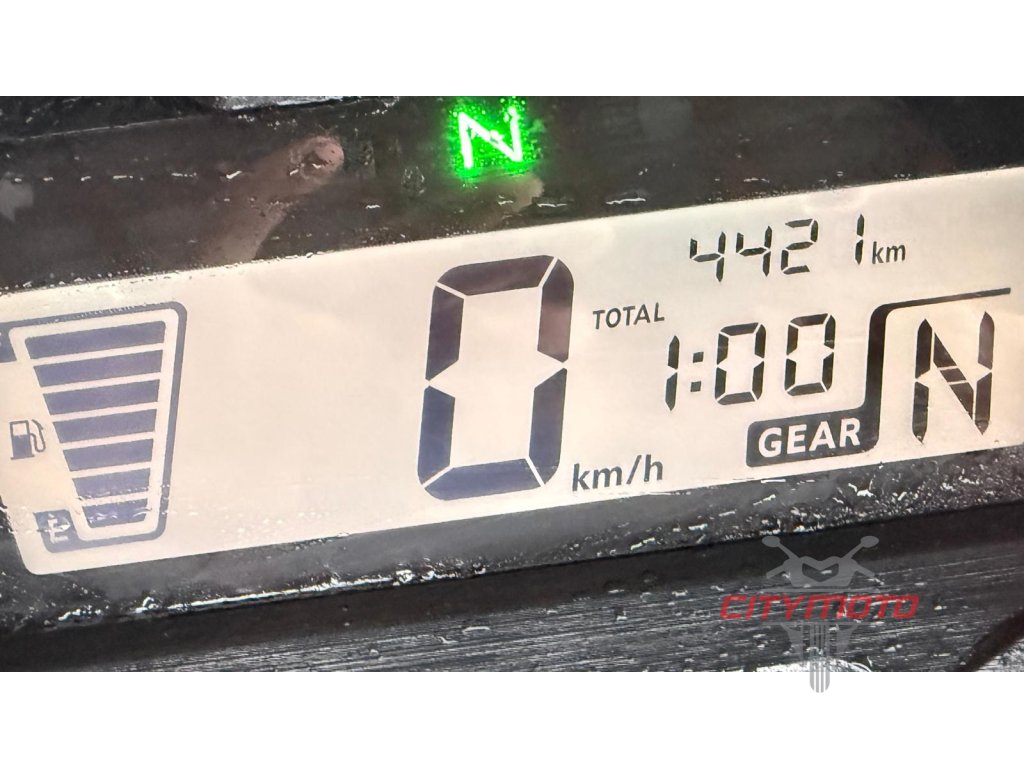 N
4421 km
TOTAL
1:00
0 km/h
GEAR N
E
CITYMOTO